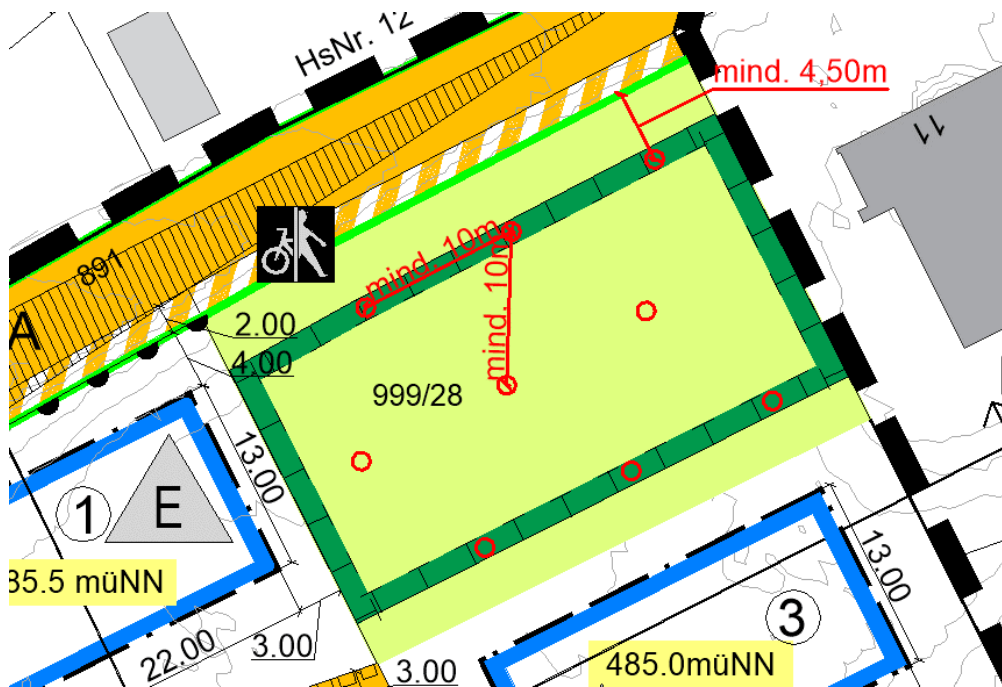 HsNr. 12
mind. 4,50m
11
891
mind. 10m
mind. 10m
2.00
A
4.00
999/28
13.00
1
E
35.5 müNN
13.00
22.00
3.00
3
3.00
485.0müNN